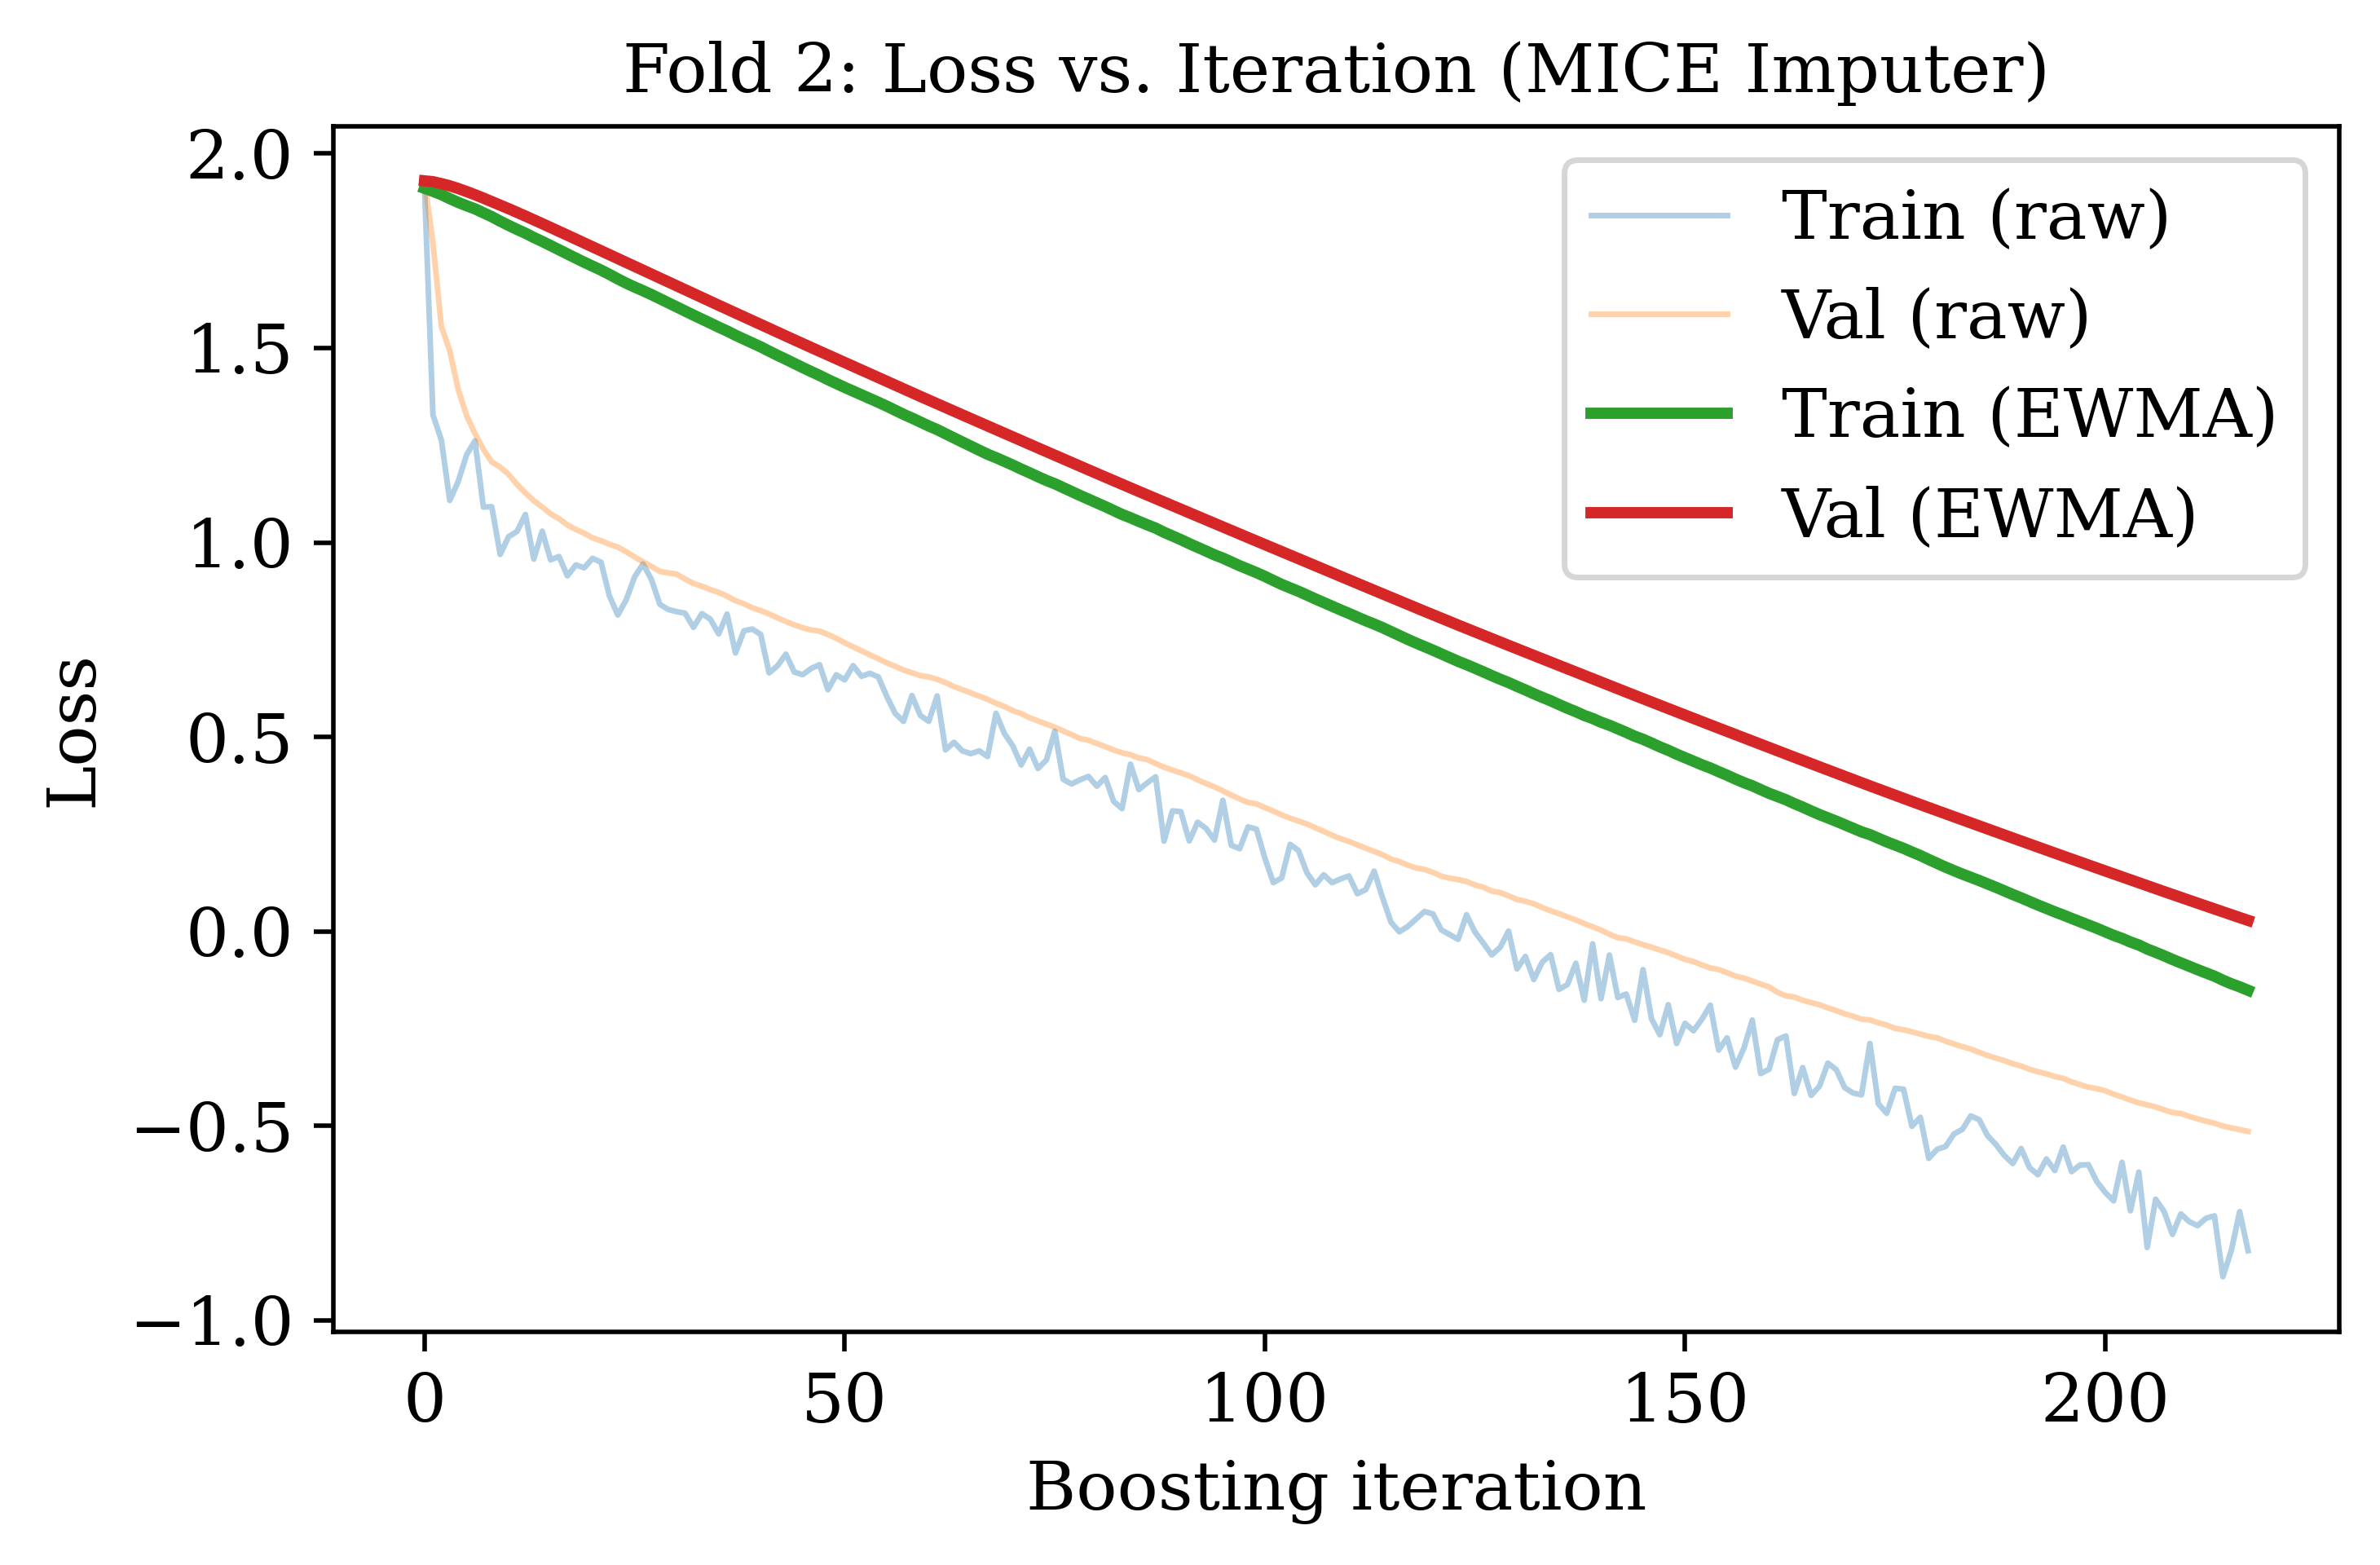 Fold 2: Loss vs. Iteration (MICE Imputer)
2.0
1.5
1.0
0.5
0.0
−0.5
−1.0
Loss
Train (raw)
Val (raw)
Train (EWMA)
Val (EWMA)
0 50 100 150 200
Boosting iteration